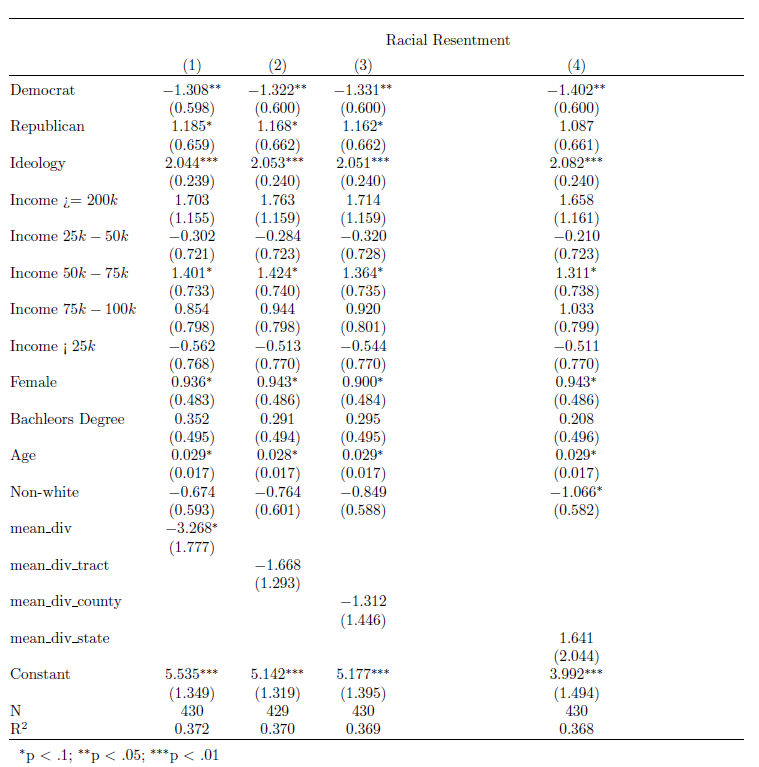 Racial Resentment
(1) (2) (3) (4)
Democrat −1.308** −1.322** −1.331** −1.402**
(0.598) (0.600) (0.600) (0.600)
Republican 1.185* 1.168* 1.162* 1.087
(0.659) (0.662) (0.662) (0.661)
Ideology 2.044*** 2.053*** 2.051*** 2.082***
(0.239) (0.240) (0.240) (0.240)
Income ¿= 200k 1.703 1.763 1.714 1.658
(1.155) (1.159) (1.159) (1.161)
Income 25k − 50k −0.302 −0.284 −0.320 −0.210
(0.721) (0.723) (0.728) (0.723)
Income 50k − 75k 1.401* 1.424* 1.364* 1.311*
(0.733) (0.740) (0.735) (0.738)
Income 75k − 100k 0.854 0.944 0.920 1.033
(0.798) (0.798) (0.801) (0.799)
Income ¡ 25k −0.562 −0.513 −0.544 −0.511
(0.768) (0.770) (0.770) (0.770)
Female 0.936* 0.943* 0.900* 0.943*
(0.483) (0.486) (0.484) (0.486)
Bachleors Degree 0.352 0.291 0.295 0.208
(0.495) (0.494) (0.495) (0.496)
Age 0.029* 0.028* 0.029* 0.029*
(0.017) (0.017) (0.017) (0.017)
Non-white −0.674 −0.764 −0.849 −1.066*
(0.593) (0.601) (0.588) (0.582)
mean_div −3.268*
(1.777)
mean_div_tract −1.668
(1.293)
mean_div_county −1.312
(1.446)
mean_div_state 1.641
(2.044)
Constant 5.535*** 5.142*** 5.177*** 3.992***
(1.349) (1.319) (1.395) (1.494)
N 430 429 430 430
R² 0.372 0.370 0.369 0.368
*p < .1; **p < .05; ***p < .01